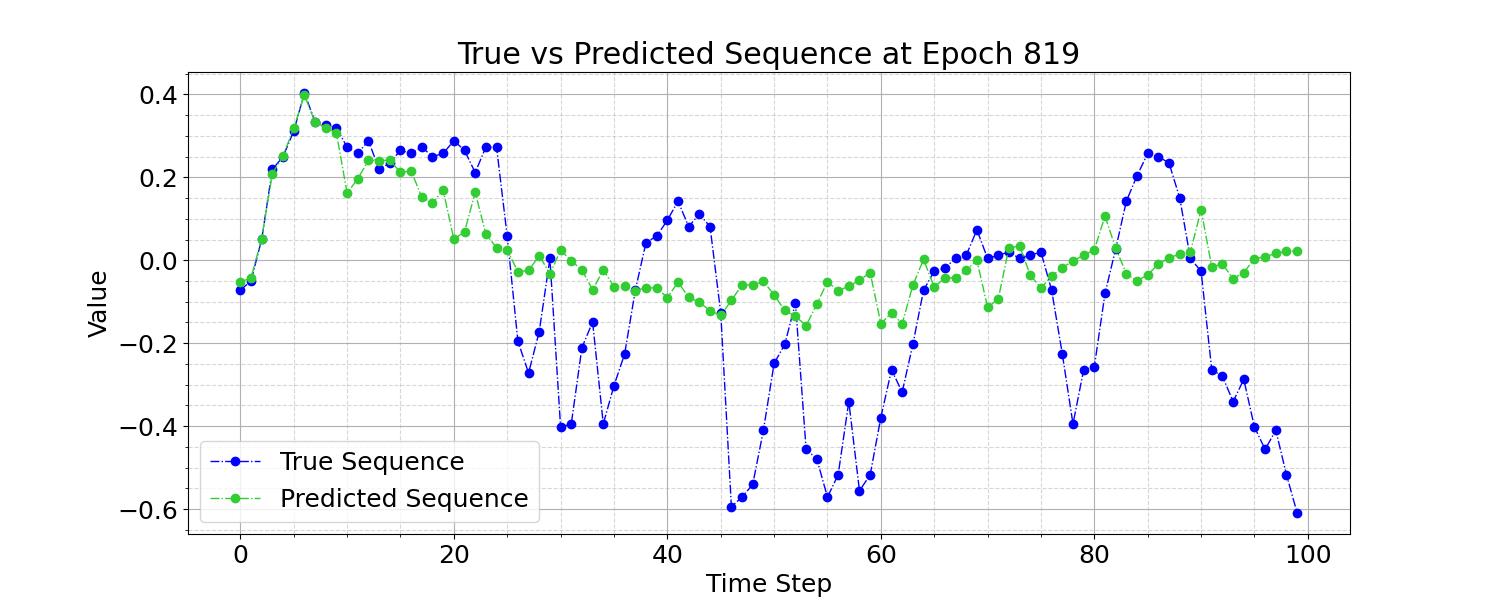 True vs Predicted Sequence at Epoch 819
Value
0.4
0.2
0.0
−0.2
−0.4
−0.6
True Sequence
Predicted Sequence
0 20 40 60 80 100
Time Step